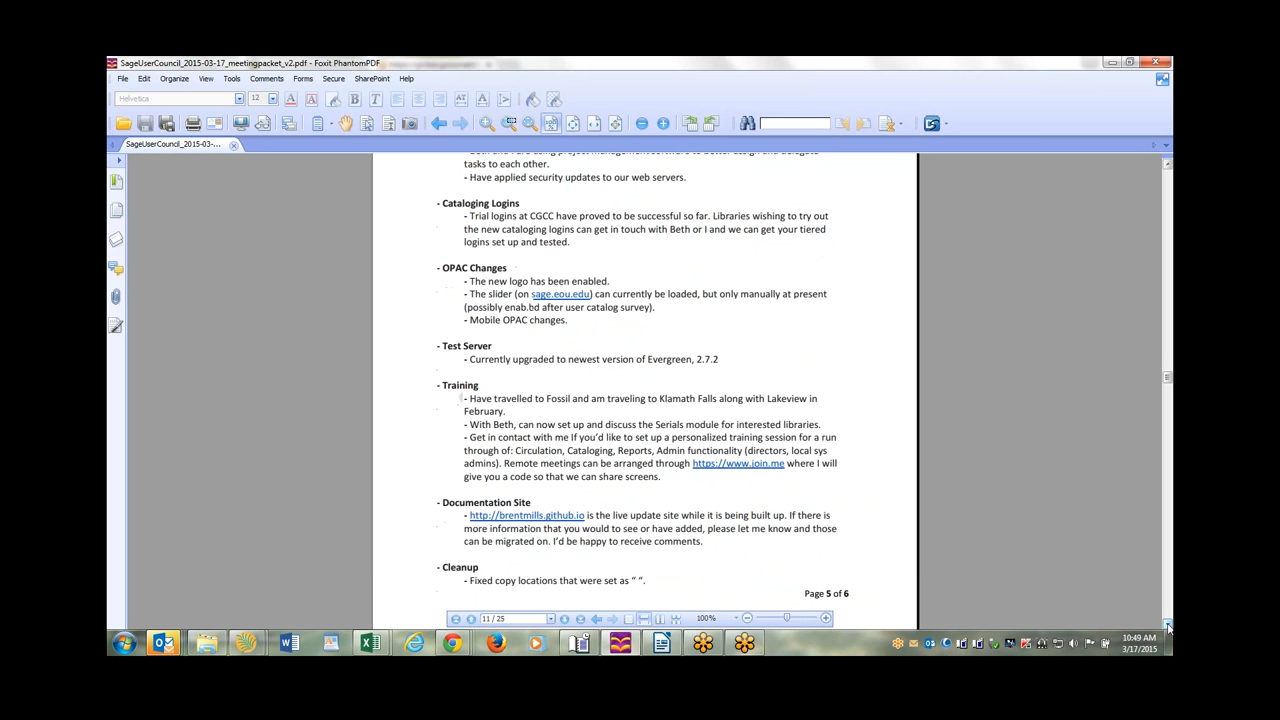 SageUserCouncil_2015-03-17_meetingpacket_v2.pdf - Foxit PhantomPDF
File Edit Organize View Tools Comments Forms Secure SharePoint Help
Helvetica 12
SageUserCouncil_2015-03-...
tasks to each other.
- Have applied security updates to our web servers.
- Cataloging Logins
- Trial logins at CGCC have proved to be successful so far. Libraries wishing to try out
the new cataloging logins can get in touch with Beth or I and we can get your tiered
logins set up and tested.
- OPAC Changes
- The new logo has been enabled.
- The slider (on sage.eou.edu) can currently be loaded, but only manually at present
(possibly enab.bd after user catalog survey).
- Mobile OPAC changes.
- Test Server
- Currently upgraded to newest version of Evergreen, 2.7.2
- Training
- Have travelled to Fossil and am traveling to Klamath Falls along with Lakeview in
February.
- With Beth, can now set up and discuss the Serials module for interested libraries.
- Get in contact with me If you’d like to set up a personalized training session for a run
through of: Circulation, Cataloging, Reports, Admin functionality (directors, local sys
admins). Remote meetings can be arranged through https://www.join.me where I will
give you a code so that we can share screens.
- Documentation Site
- http://brentmills.github.io is the live update site while it is being built up. If there is
more information that you would to see or have added, please let me know and those
can be migrated on. I’d be happy to receive comments.
- Cleanup
- Fixed copy locations that were set as “ “.
Page 5 of 6
11 / 25 100%
10:49 AM
3/17/2015